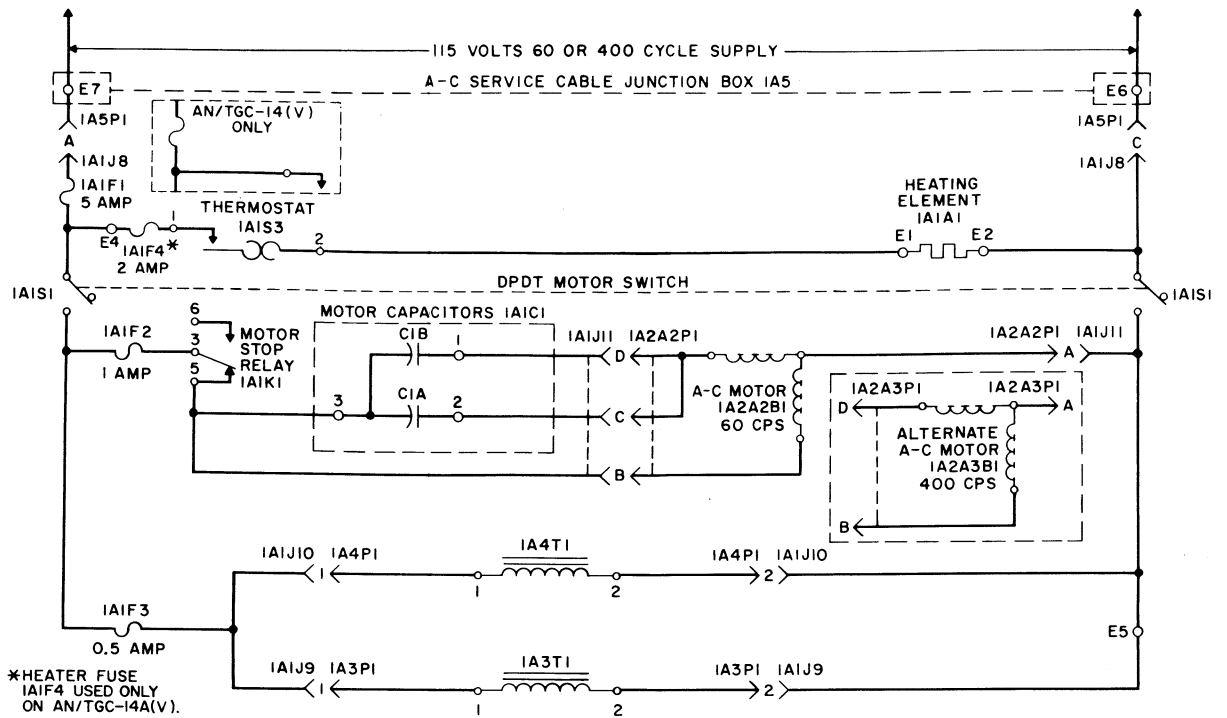 115 VOLTS 60 OR 400 CYCLE SUPPLY
E7
A-C SERVICE CABLE JUNCTION BOX 1A5
E6
1A5P1
A
1A1J8
1A1F1
5 AMP
AN/TGC-14(V)
ONLY
1A5P1
C
1A1J8
THERMOSTAT
1A1S3
1
E4
1A1F4*
2 AMP
2
HEATING
ELEMENT
1A1A1
E1
E2
1A1S1
DPDT MOTOR SWITCH
1A1S1
1A1F2
1 AMP
6
3
5
MOTOR
STOP
RELAY
1A1K1
MOTOR CAPACITORS 1A1C1
C1B
1
3
C1A
2
1A1J11
1A2A2P1
D
C
B
A-C MOTOR
1A2A2B1
60 CPS
1A2A2P1
1A1J11
A
1A2A3P1
1A2A3P1
D
A
ALTERNATE
A-C MOTOR
1A2A3B1
400 CPS
B
1A1J10
1A4P1
1
1A4T1
1
2
1A4P1
1A1J10
2
1A1F3
0.5 AMP
E5
1A1J9
1A3P1
1
1A3T1
1
2
1A3P1
1A1J9
2
*HEATER FUSE
1A1F4 USED ONLY
ON AN/TGC-14A(V).